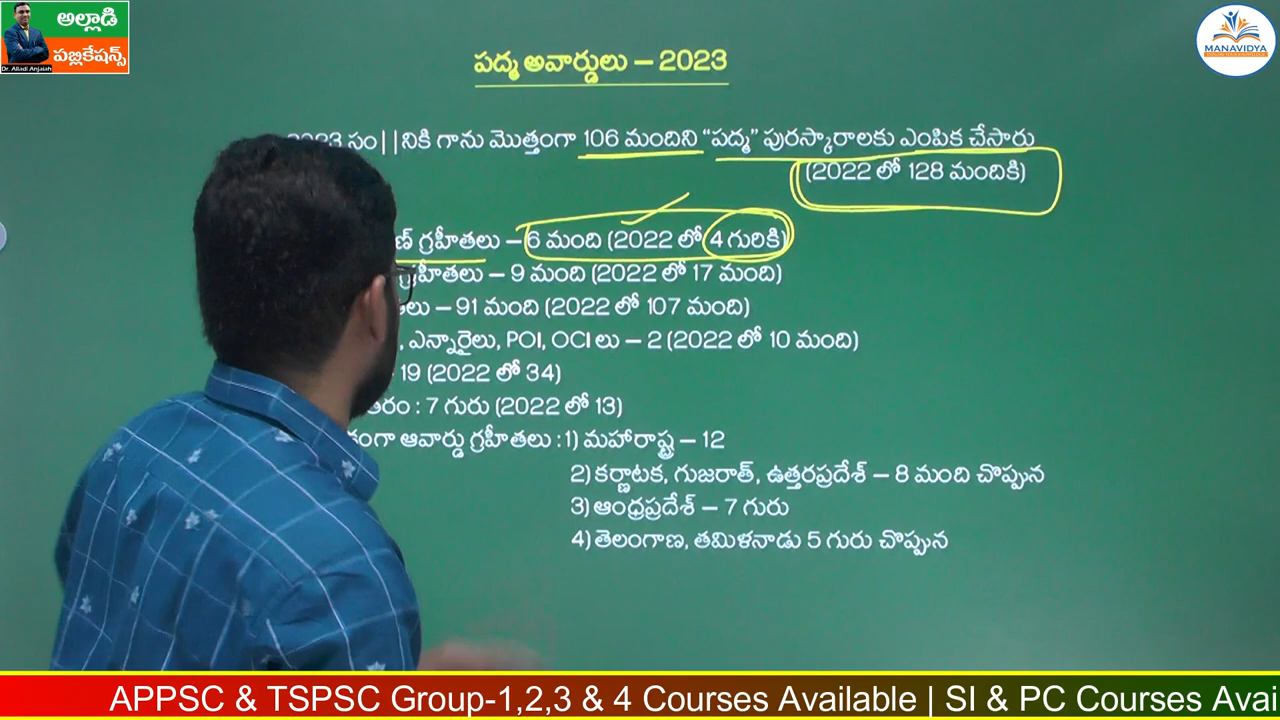 అల్లాడి
పబ్లికేషన్స్
Dr. Alladi Anjaiah
MANAVIDYA
పద్మ అవార్డులు – 2023
2023 సం||నికి గాను మొత్తంగా 106 మందిని “పద్మ” పురస్కారాలకు ఎంపిక చేసారు
(2022 లో 128 మందికి)
గ్రహీతలు – 6 మంది (2022 లో 4 గురికి)
గ్రహీతలు – 9 మంది (2022 లో 17 మంది)
– 91 మంది (2022 లో 107 మంది)
, ఎన్నారైలు, POI, OCI లు – 2 (2022 లో 10 మంది)
19 (2022 లో 34)
: 7 గురు (2022 లో 13)
ఆవార్డు గ్రహీతలు : 1) మహారాష్ట్ర – 12
2) కర్ణాటక, గుజరాత్, ఉత్తరప్రదేశ్ – 8 మంది చొప్పున
3) ఆంధ్రప్రదేశ్ – 7 గురు
4) తెలంగాణ, తమిళనాడు 5 గురు చొప్పున
APPSC & TSPSC Group-1,2,3 & 4 Courses Available | SI & PC Courses Avai